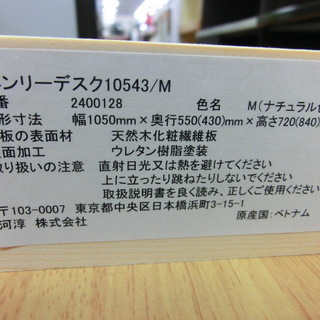 ンリーデスク10543/M
番 2400128 色名 M(ナチュラル色
形寸法 幅1050mm×奥行550(430)mm×高さ720(840)
板の表面材 天然木化粧繊維板
面加工 ウレタン樹脂塗装
取り扱いの注意 直射日光又は熱を避けてください
上に立ったり跳ねたりしないでください
取扱説明書を良く読み、正しくご使用ください
〒103-0007 東京都中央区日本橋浜町3-15-1
河淳 株式会社 原産国:ベトナム